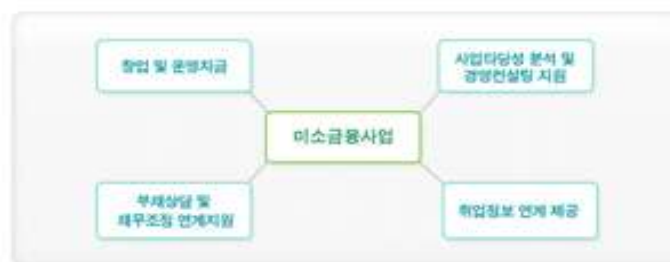 창업 및 운영자금
사업타당성 분석 및
경영컨설팅 지원
미소금융사업
부채상담 및
채무조정 연계지원
취업정보 연계 제공